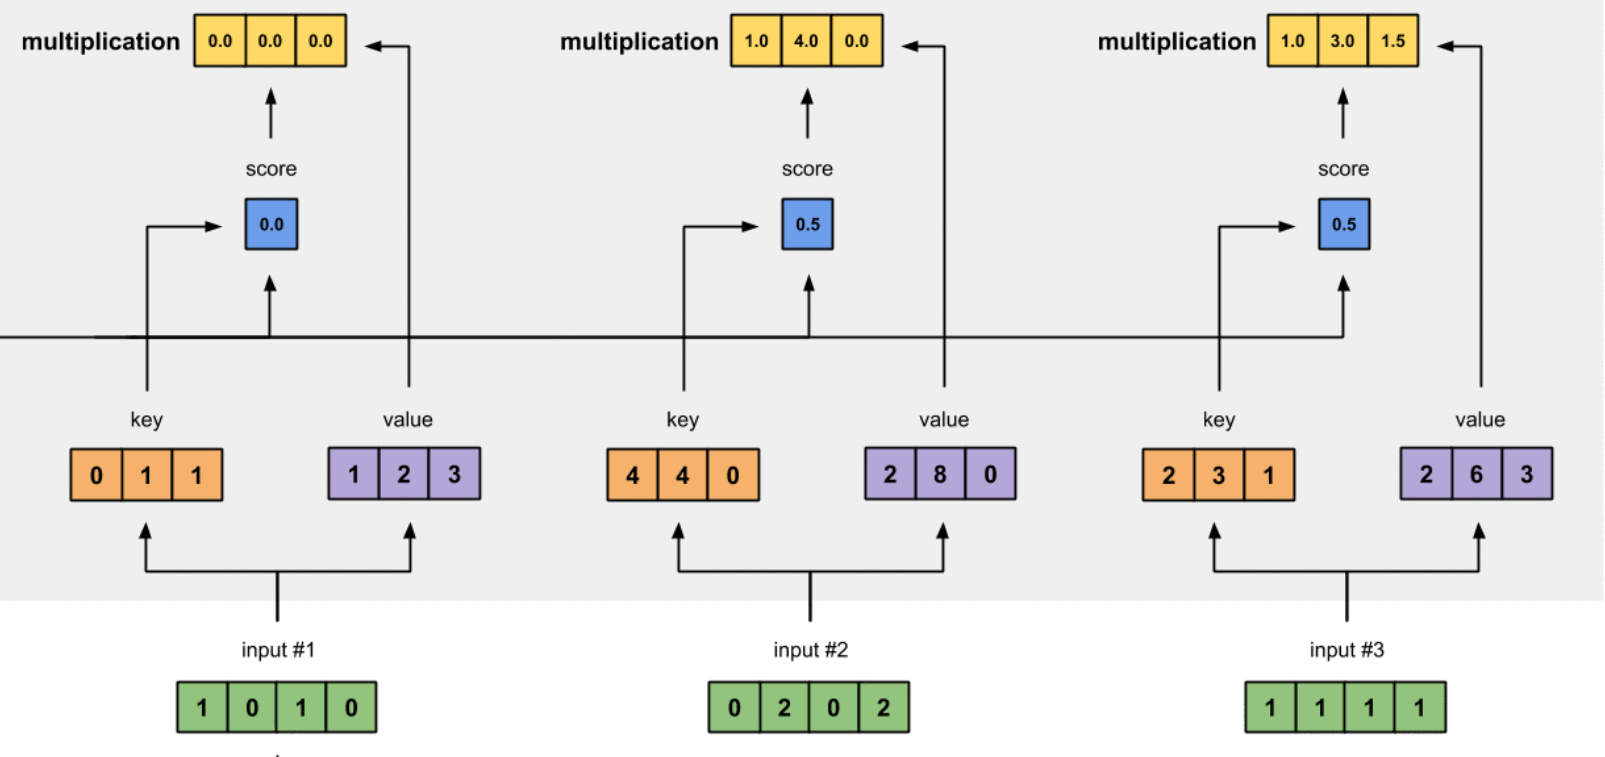 multiplication 0.0 0.0 0.0 multiplication 1.0 4.0 0.0 multiplication 1.0 3.0 1.5
score score score
0.0 0.5 0.5
key value key value key value
0 1 1 1 2 3 4 4 0 2 8 0 2 3 1 2 6 3
input #1 input #2 input #3
1 0 1 0 0 2 0 2 1 1 1 1